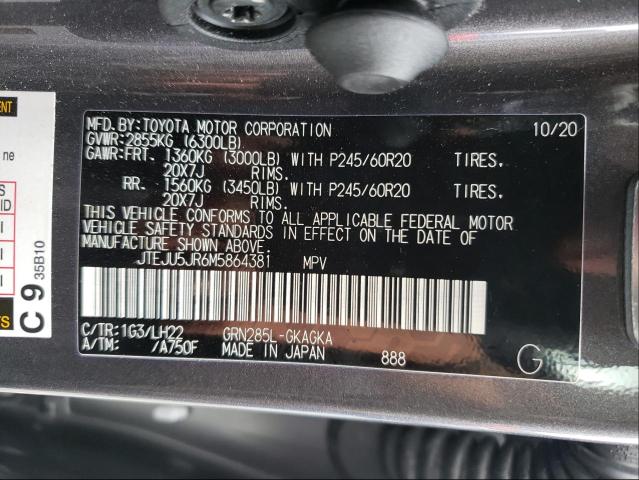 MFD.BY:TOYOTA MOTOR CORPORATION 10/20
GVWR:2855KG (6300LB)
GAWR:FRT. 1360KG (3000LB) WITH P245/60R20 TIRES.
20X7J RIMS.
RR. 1560KG (3450LB) WITH P245/60R20 TIRES.
20X7J RIMS.
THIS VEHICLE CONFORMS TO ALL APPLICABLE FEDERAL MOTOR
VEHICLE SAFETY STANDARDS IN EFFECT ON THE DATE OF
MANUFACTURE SHOWN ABOVE.
JTEJU5JR6M5864381 MPV
C/TR:1G3/LH22 GRN285L-GKAGKA
A/TM: /A750F MADE IN JAPAN 888
G
ne
ID
C 9
35B10